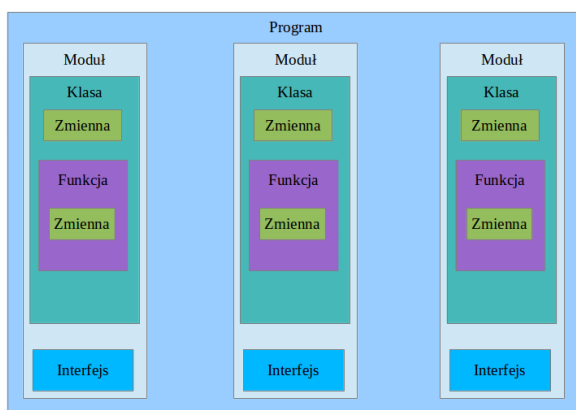 Program
Moduł
Klasa
Zmienna
Funkcja
Zmienna
Interfejs
Moduł
Klasa
Zmienna
Funkcja
Zmienna
Interfejs
Moduł
Klasa
Zmienna
Funkcja
Zmienna
Interfejs